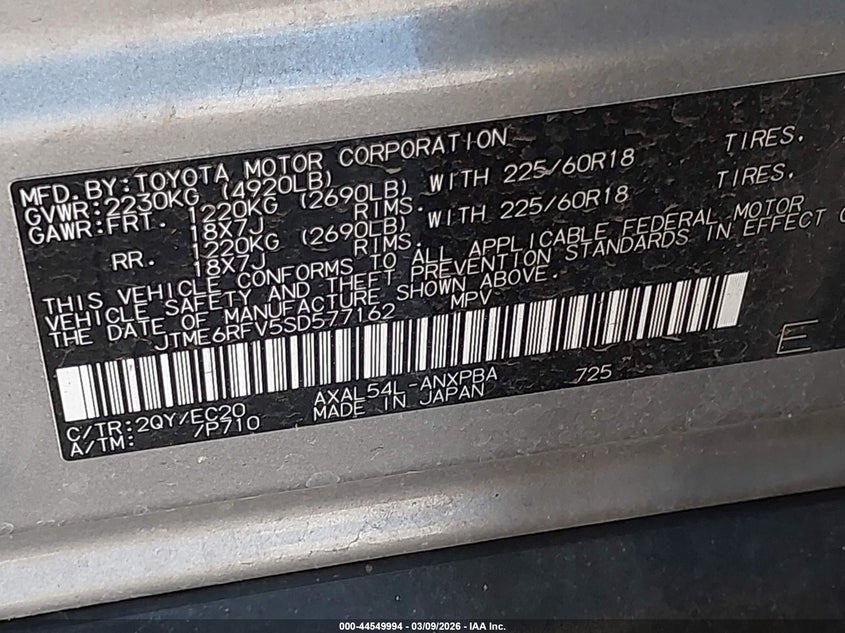 MFD. BY: TOYOTA MOTOR CORPORATION
GVWR: 2230KG (4920LB)
GAWR: FRT. 1220KG (2690LB) WITH 225/60R18 TIRES.
18X7J RIMS.
RR. 1220KG (2690LB) WITH 225/60R18 TIRES.
18X7J RIMS.
THIS VEHICLE CONFORMS TO ALL APPLICABLE FEDERAL MOTOR
VEHICLE SAFETY AND THEFT PREVENTION STANDARDS IN EFFECT
THE DATE OF MANUFACTURE SHOWN ABOVE.
JTME6RFV5SD577162 MPV
C/TR: 2QY/EC20 AXAL54L-ANXPBA 725
A/TM: /P710 MADE IN JAPAN
E
000-44549994 - 03/09/2026 - IAA Inc.